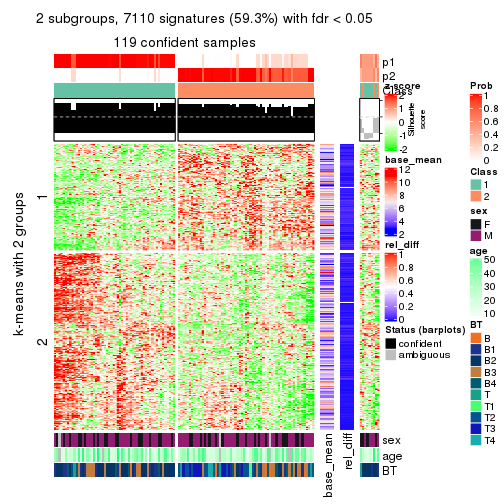 2 subgroups, 7110 signatures (59.3%) with fdr < 0.05
119 confident samples
p1
p2
Class
z-score
2
1
0
-1
-2
Silhouette
score
base_mean
12
10
8
6
4
2
rel_diff
1
0.8
0.6
0.4
0.2
0
Status (barplots)
confident
ambiguous
Prob
1
0.8
0.6
0.4
0.2
0
Class
1
2
sex
F
M
age
50
40
30
20
10
BT
B
B1
B2
B3
B4
T
T1
T2
T3
T4
k-means with 2 groups
1
2
sex
age
BT
base_mean
rel_diff